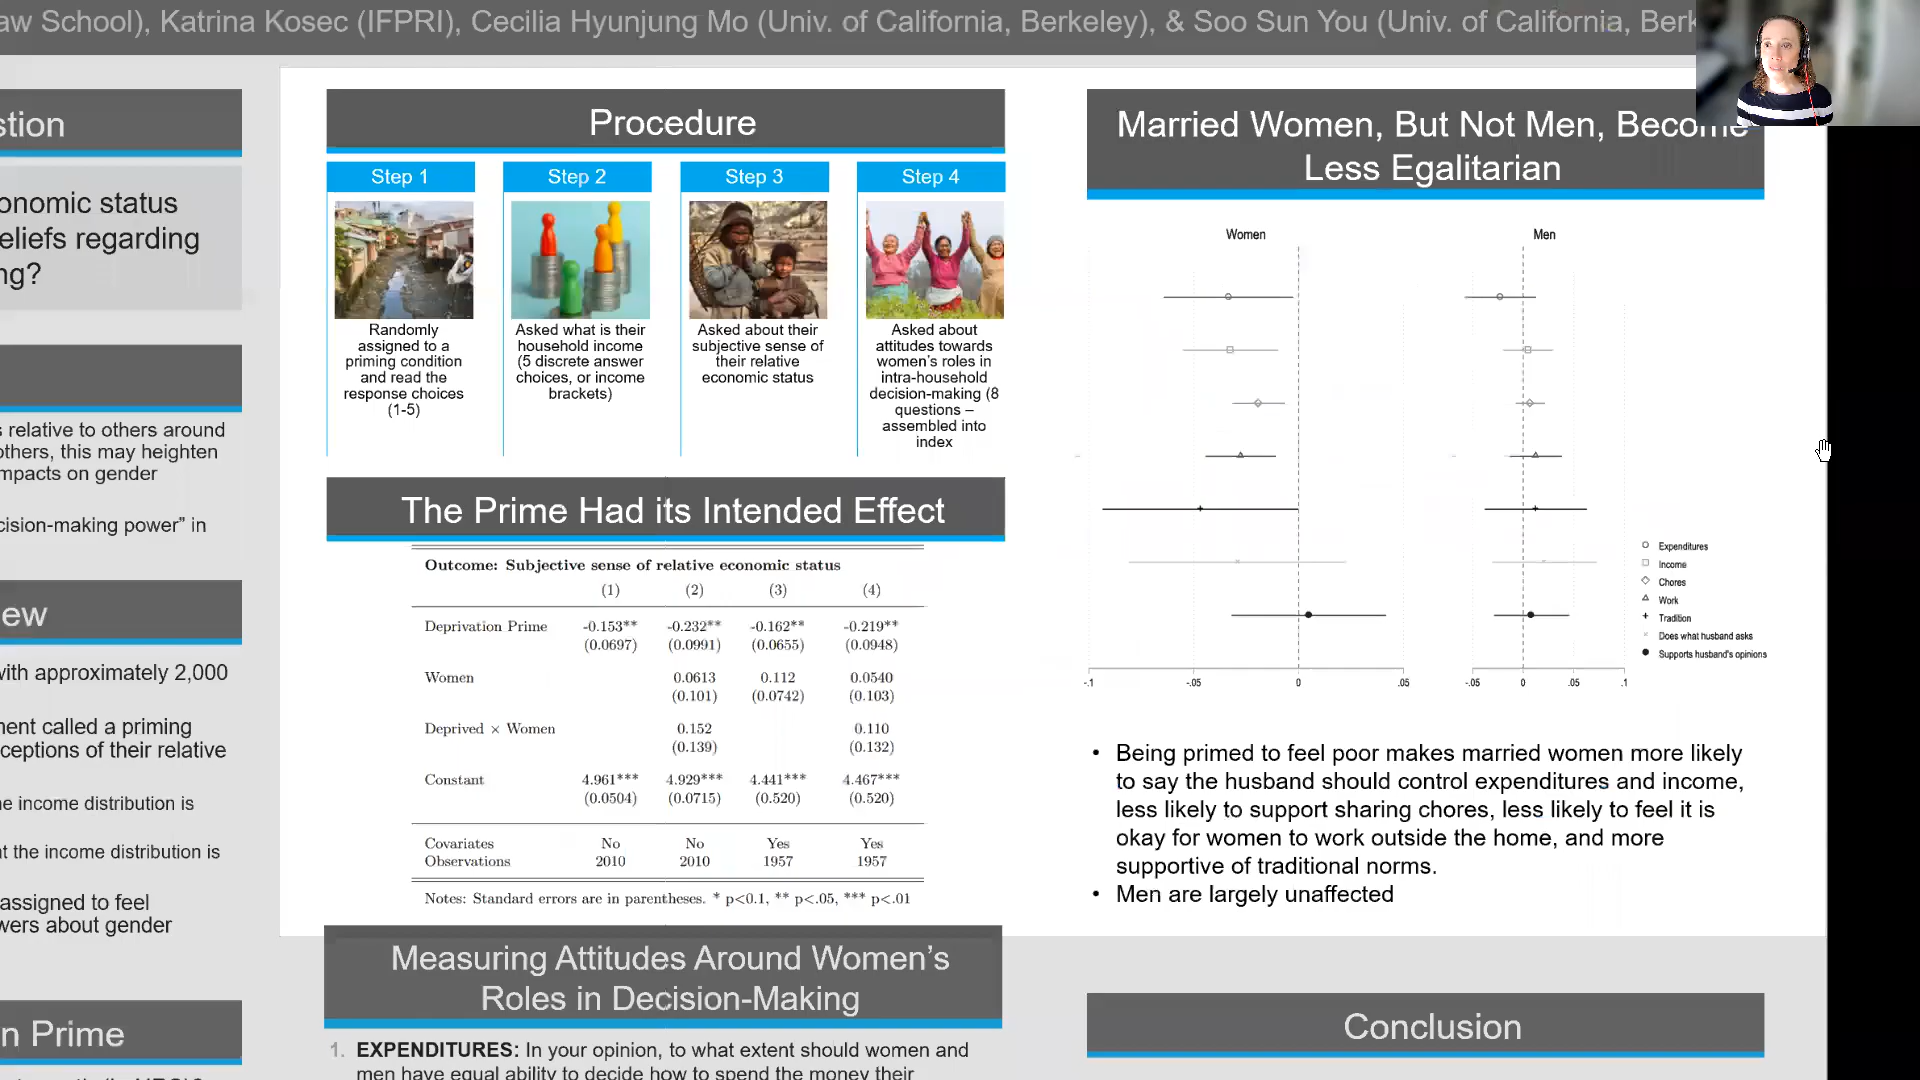 aw School), Katrina Kosec (IFPRI), Cecilia Hyunjung Mo (Univ. of California, Berkeley), & Soo Sun You (Univ. of California, Berk
stion
onomic status
eliefs regarding
ng?
s relative to others around
others, this may heighten
mpacts on gender
cision-making power” in
ew
with approximately 2,000
nent called a priming
ceptions of their relative
ne income distribution is
at the income distribution is
assigned to feel
wers about gender
n Prime
Procedure
Step 1
Randomly
assigned to a
priming condition
and read the
response choices
(1-5)
Step 2
Asked what is their
household income
(5 discrete answer
choices, or income
brackets)
Step 3
Asked about their
subjective sense of
their relative
economic status
Step 4
Asked about
attitudes towards
women’s roles in
intra-household
decision-making (8
questions –
assembled into
index
The Prime Had its Intended Effect
Outcome: Subjective sense of relative economic status
(1) (2) (3) (4)
Deprivation Prime -0.153** -0.232** -0.162** -0.219**
(0.0697) (0.0991) (0.0655) (0.0948)
Women 0.0613 0.112 0.0540
(0.101) (0.0742) (0.103)
Deprived × Women 0.152 0.110
(0.139) (0.132)
Constant 4.961*** 4.929*** 4.441*** 4.467***
(0.0504) (0.0715) (0.520) (0.520)
Covariates No No Yes Yes
Observations 2010 2010 1957 1957
Notes: Standard errors are in parentheses. * p<0.1, ** p<.05, *** p<.01
Measuring Attitudes Around Women’s
Roles in Decision-Making
1. EXPENDITURES: In your opinion, to what extent should women and
men have equal ability to decide how to spend the money their
Married Women, But Not Men, Become
Less Egalitarian
Women Men
Expenditures
Income
Chores
Work
Tradition
Does what husband asks
Supports husband's opinions
-.1 -.05 0 .05 -.05 0 .05 .1
• Being primed to feel poor makes married women more likely
to say the husband should control expenditures and income,
less likely to support sharing chores, less likely to feel it is
okay for women to work outside the home, and more
supportive of traditional norms.
• Men are largely unaffected
Conclusion